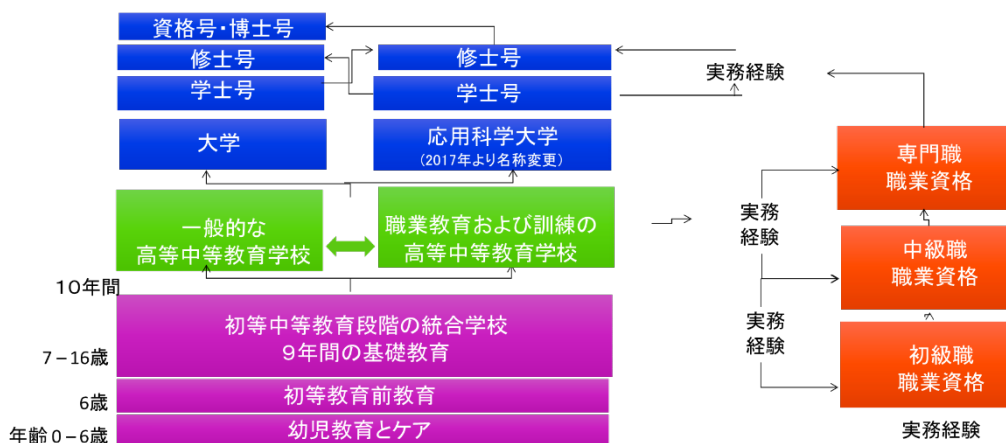 資格号・博士号
修士号
修士号
実務経験
学士号
学士号
大学
応用科学大学
(2017年より名称変更)
専門職
職業資格
一般的な
高等中等教育学校
職業教育および訓練の
高等中等教育学校
実務
経験
中級職
職業資格
10年間
初等中等教育段階の統合学校
9年間の基礎教育
7-16歳
実務
経験
初級職
職業資格
6歳
初等教育前教育
年齢0-6歳
幼児教育とケア
実務経験